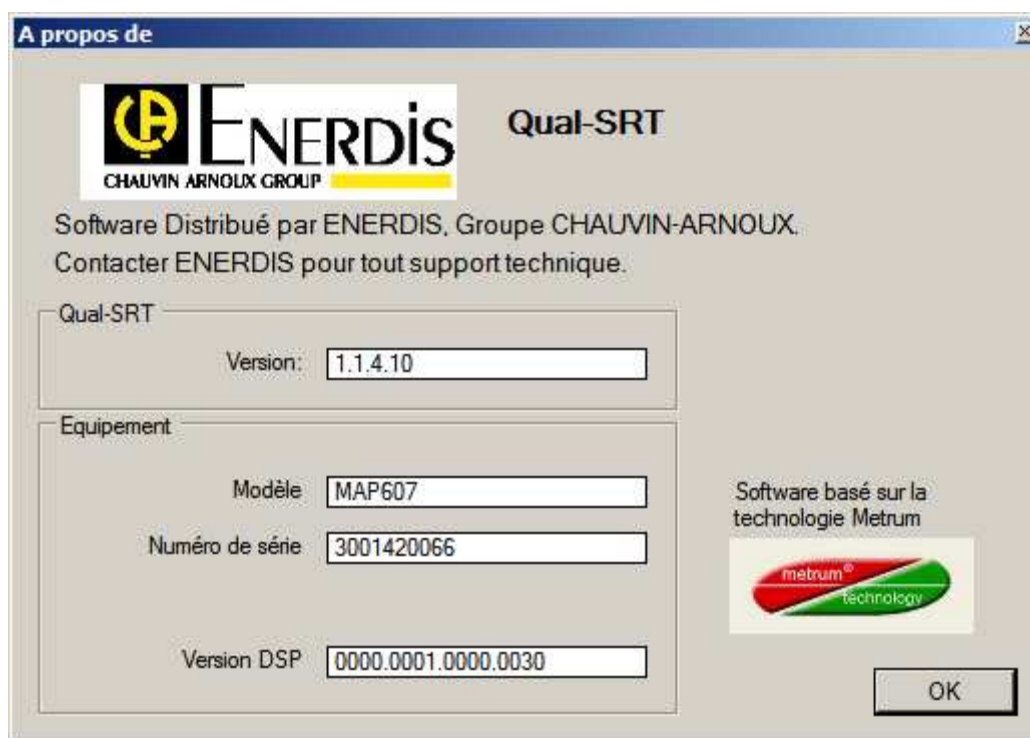 A propos de
ENERDIS
CHAUVIN ARNOUX GROUP
Qual-SRT
Software Distribué par ENERDIS, Groupe CHAUVIN-ARNOUX.
Contacter ENERDIS pour tout support technique.
Qual-SRT
Version: 1.1.4.10
Equipement
Modèle MAP607
Numéro de série 3001420066
Version DSP 0000.0001.0000.0030
Software basé sur la
technologie Metrum
metrum®
technology
OK